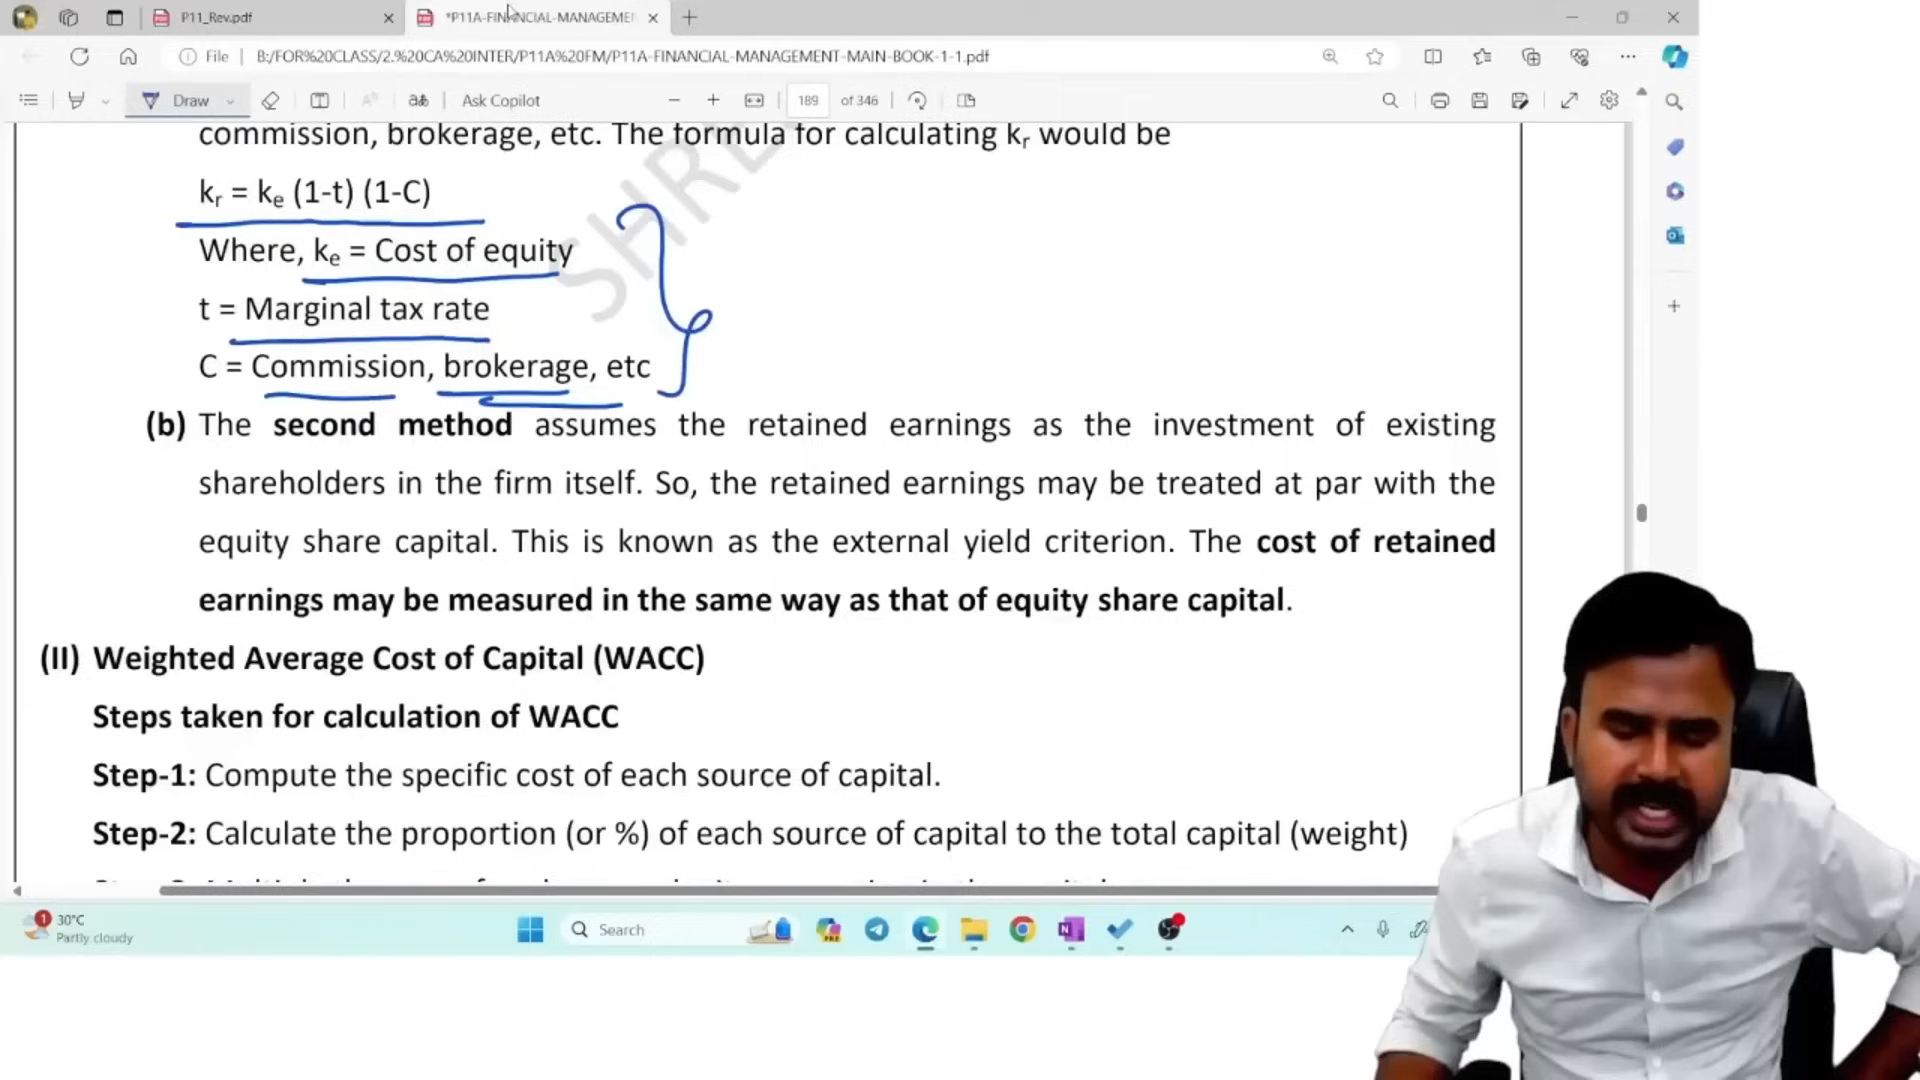 P11_Rev.pdf
*P11A-FINANCIAL-MANAGEMEN
File
B:/FOR%20CLASS/2.%20CA%20INTER/P11A%20FM/P11A-FINANCIAL-MANAGEMENT-MAIN-BOOK-1-1.pdf
Draw
Ask Copilot
189 of 346
commission, brokerage, etc. The formula for calculating kr would be
kr = ke (1-t) (1-C)
Where, ke = Cost of equity
t = Marginal tax rate
C = Commission, brokerage, etc
(b) The second method assumes the retained earnings as the investment of existing
shareholders in the firm itself. So, the retained earnings may be treated at par with the
equity share capital. This is known as the external yield criterion. The cost of retained
earnings may be measured in the same way as that of equity share capital.
(II) Weighted Average Cost of Capital (WACC)
Steps taken for calculation of WACC
Step-1: Compute the specific cost of each source of capital.
Step-2: Calculate the proportion (or %) of each source of capital to the total capital (weight)
1
30°C
Partly cloudy
Search